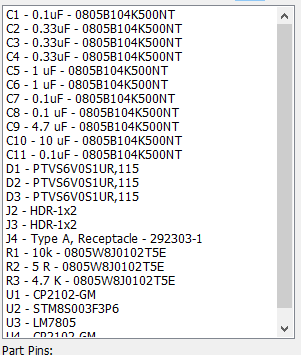 C1 - 0.1uF - 0805B104K500NT
C2 - 0.33uF - 0805B104K500NT
C3 - 0.33uF - 0805B104K500NT
C4 - 0.33uF - 0805B104K500NT
C5 - 1 uF - 0805B104K500NT
C6 - 1 uF - 0805B104K500NT
C7 - 0.1uF - 0805B104K500NT
C8 - 0.1 uF - 0805B104K500NT
C9 - 4.7 uF - 0805B104K500NT
C10 - 10 uF - 0805B104K500NT
C11 - 0.1uF - 0805B104K500NT
D1 - PTVS6V0S1UR,115
D2 - PTVS6V0S1UR,115
D3 - PTVS6V0S1UR,115
J2 - HDR-1x2
J3 - HDR-1x2
J4 - Type A, Receptacle - 292303-1
R1 - 10k - 0805W8J0102T5E
R2 - 5 R - 0805W8J0102T5E
R3 - 4.7 K - 0805W8J0102T5E
U1 - CP2102-GM
U2 - STM8S003F3P6
U3 - LM7805
U4 - CP2102-GM
Part Pins: